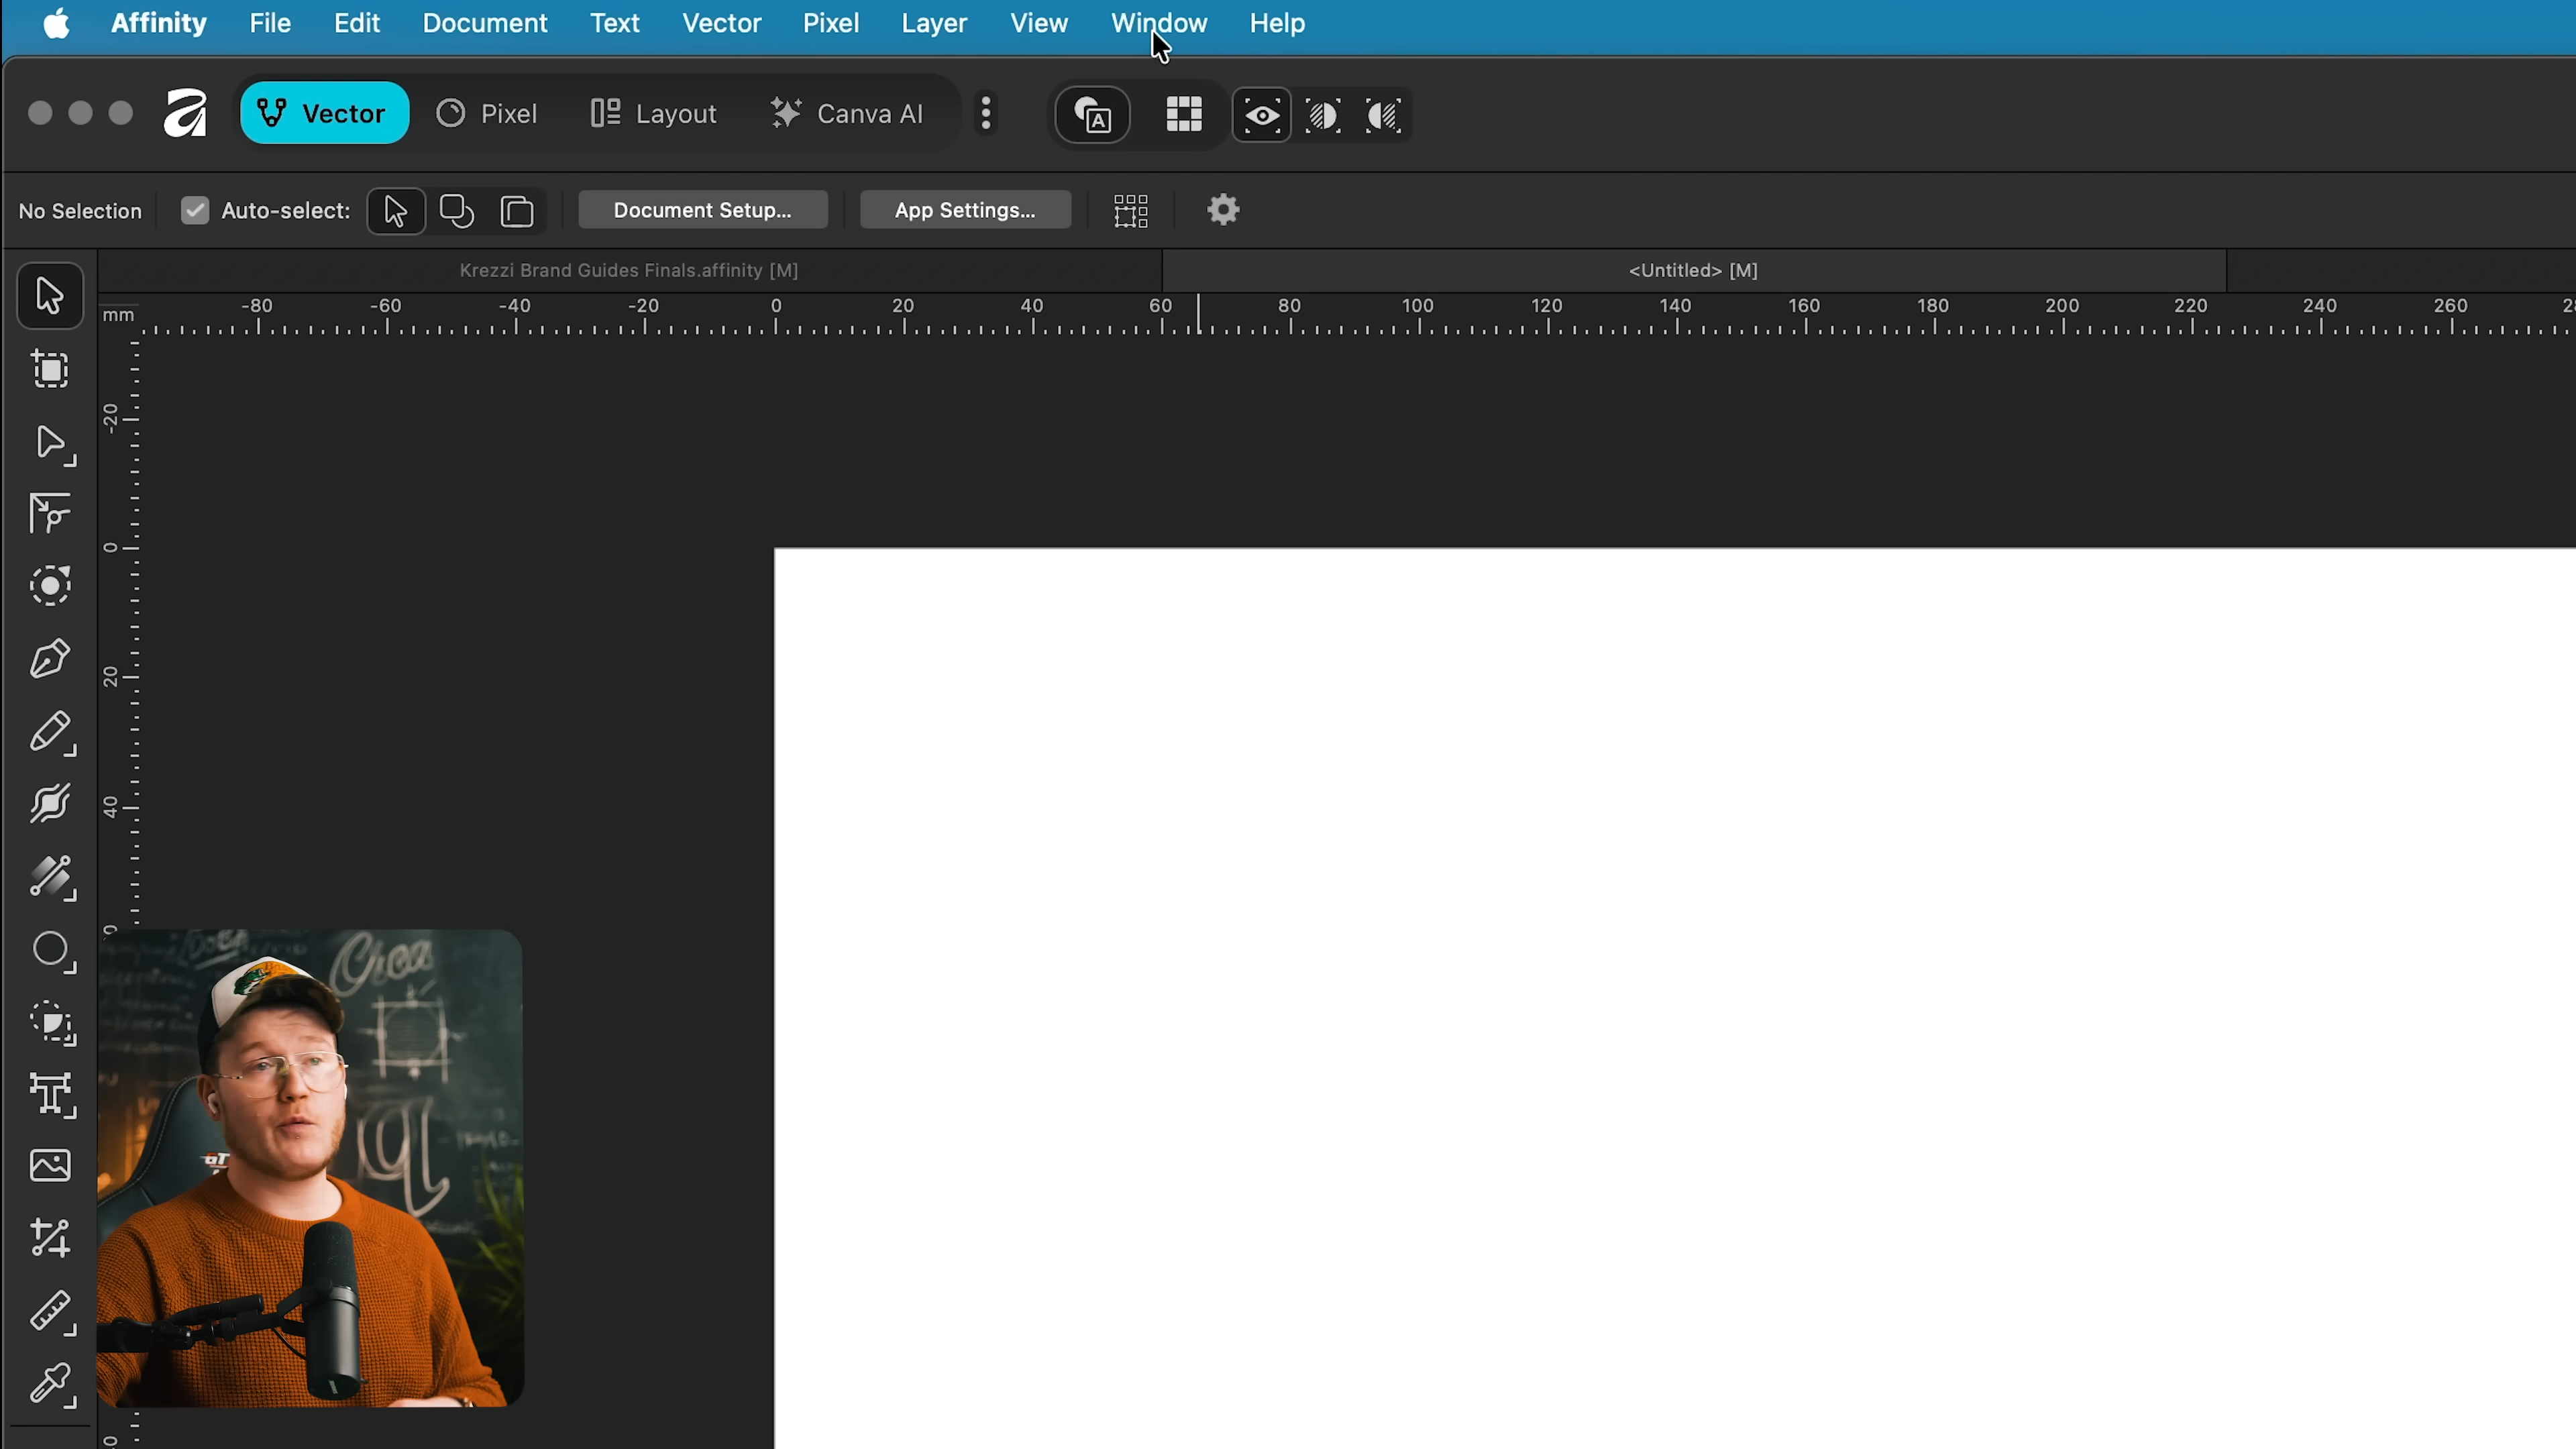 Affinity File Edit Document Text Vector Pixel Layer View Window Help
Vector Pixel Layout Canva AI
No Selection Auto-select: Document Setup... App Settings...
Krezzi Brand Guides Finals.affinity [M] <Untitled> [M]
mm -80 -60 -40 -20 0 20 40 60 80 100 120 140 160 180 200 220 240 260
-20
0
20
40
Crea